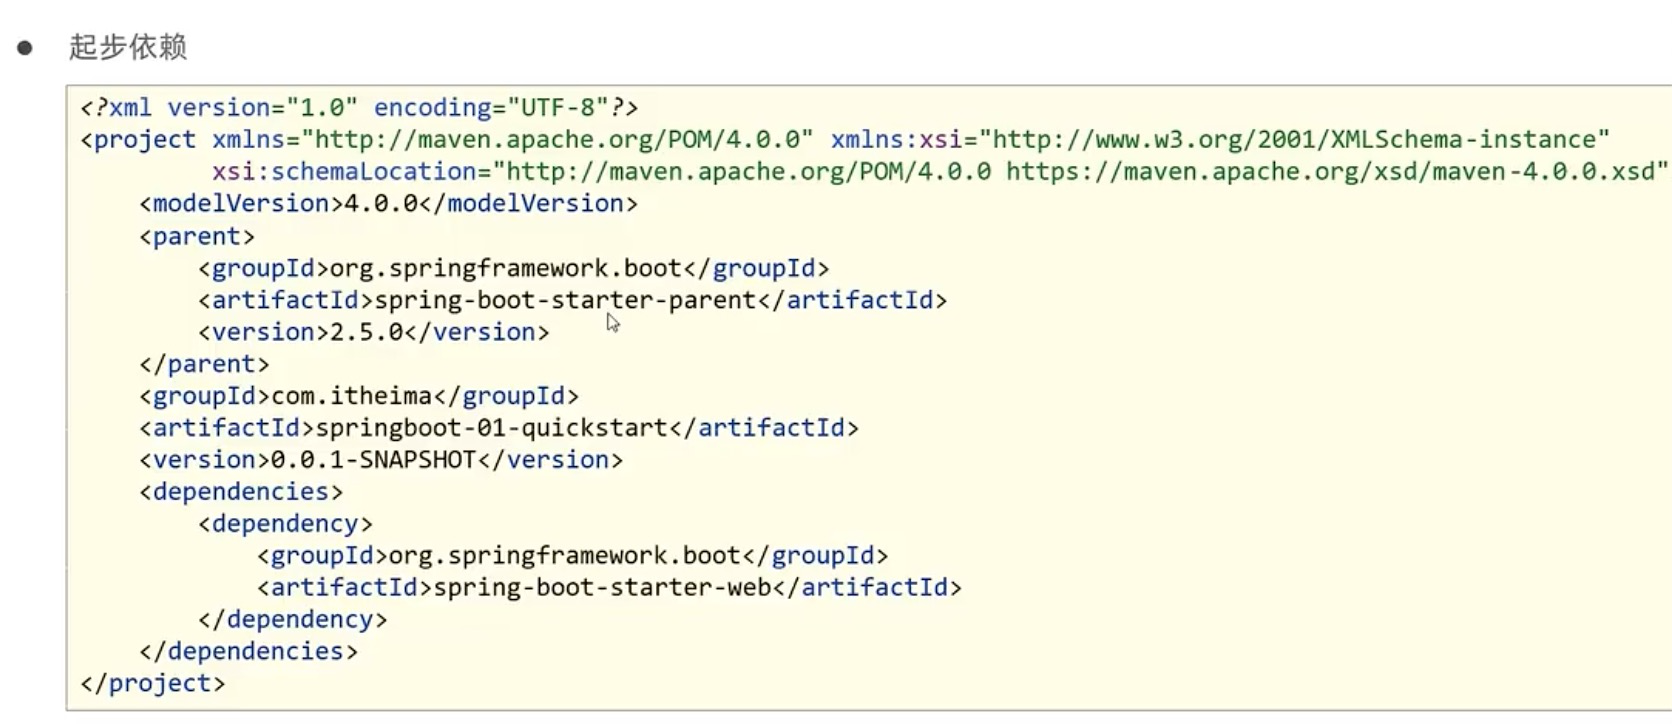 ● 起步依赖
<?xml version="1.0" encoding="UTF-8"?>
<project xmlns="http://maven.apache.org/POM/4.0.0" xmlns:xsi="http://www.w3.org/2001/XMLSchema-instance"
         xsi:schemaLocation="http://maven.apache.org/POM/4.0.0 https://maven.apache.org/xsd/maven-4.0.0.xsd"
    <modelVersion>4.0.0</modelVersion>
    <parent>
        <groupId>org.springframework.boot</groupId>
        <artifactId>spring-boot-starter-parent</artifactId>
        <version>2.5.0</version>
    </parent>
    <groupId>com.itheima</groupId>
    <artifactId>springboot-01-quickstart</artifactId>
    <version>0.0.1-SNAPSHOT</version>
    <dependencies>
        <dependency>
            <groupId>org.springframework.boot</groupId>
            <artifactId>spring-boot-starter-web</artifactId>
        </dependency>
    </dependencies>
</project>